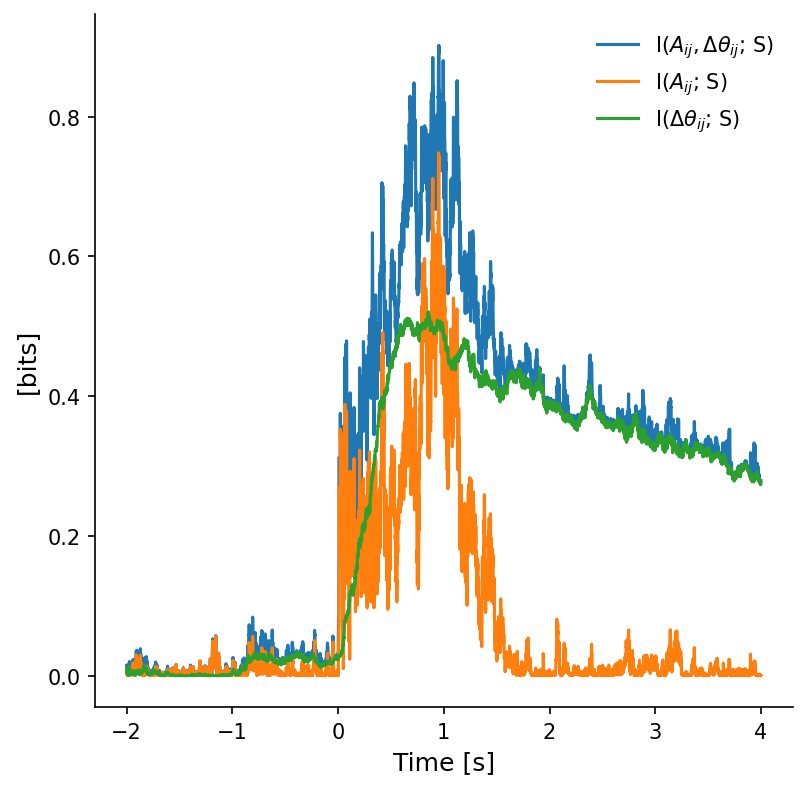 I(A_ij, Δθ_ij; S)
I(A_ij; S)
I(Δθ_ij; S)
0.8
0.6
0.4
0.2
0.0
[bits]
−2 −1 0 1 2 3 4
Time [s]